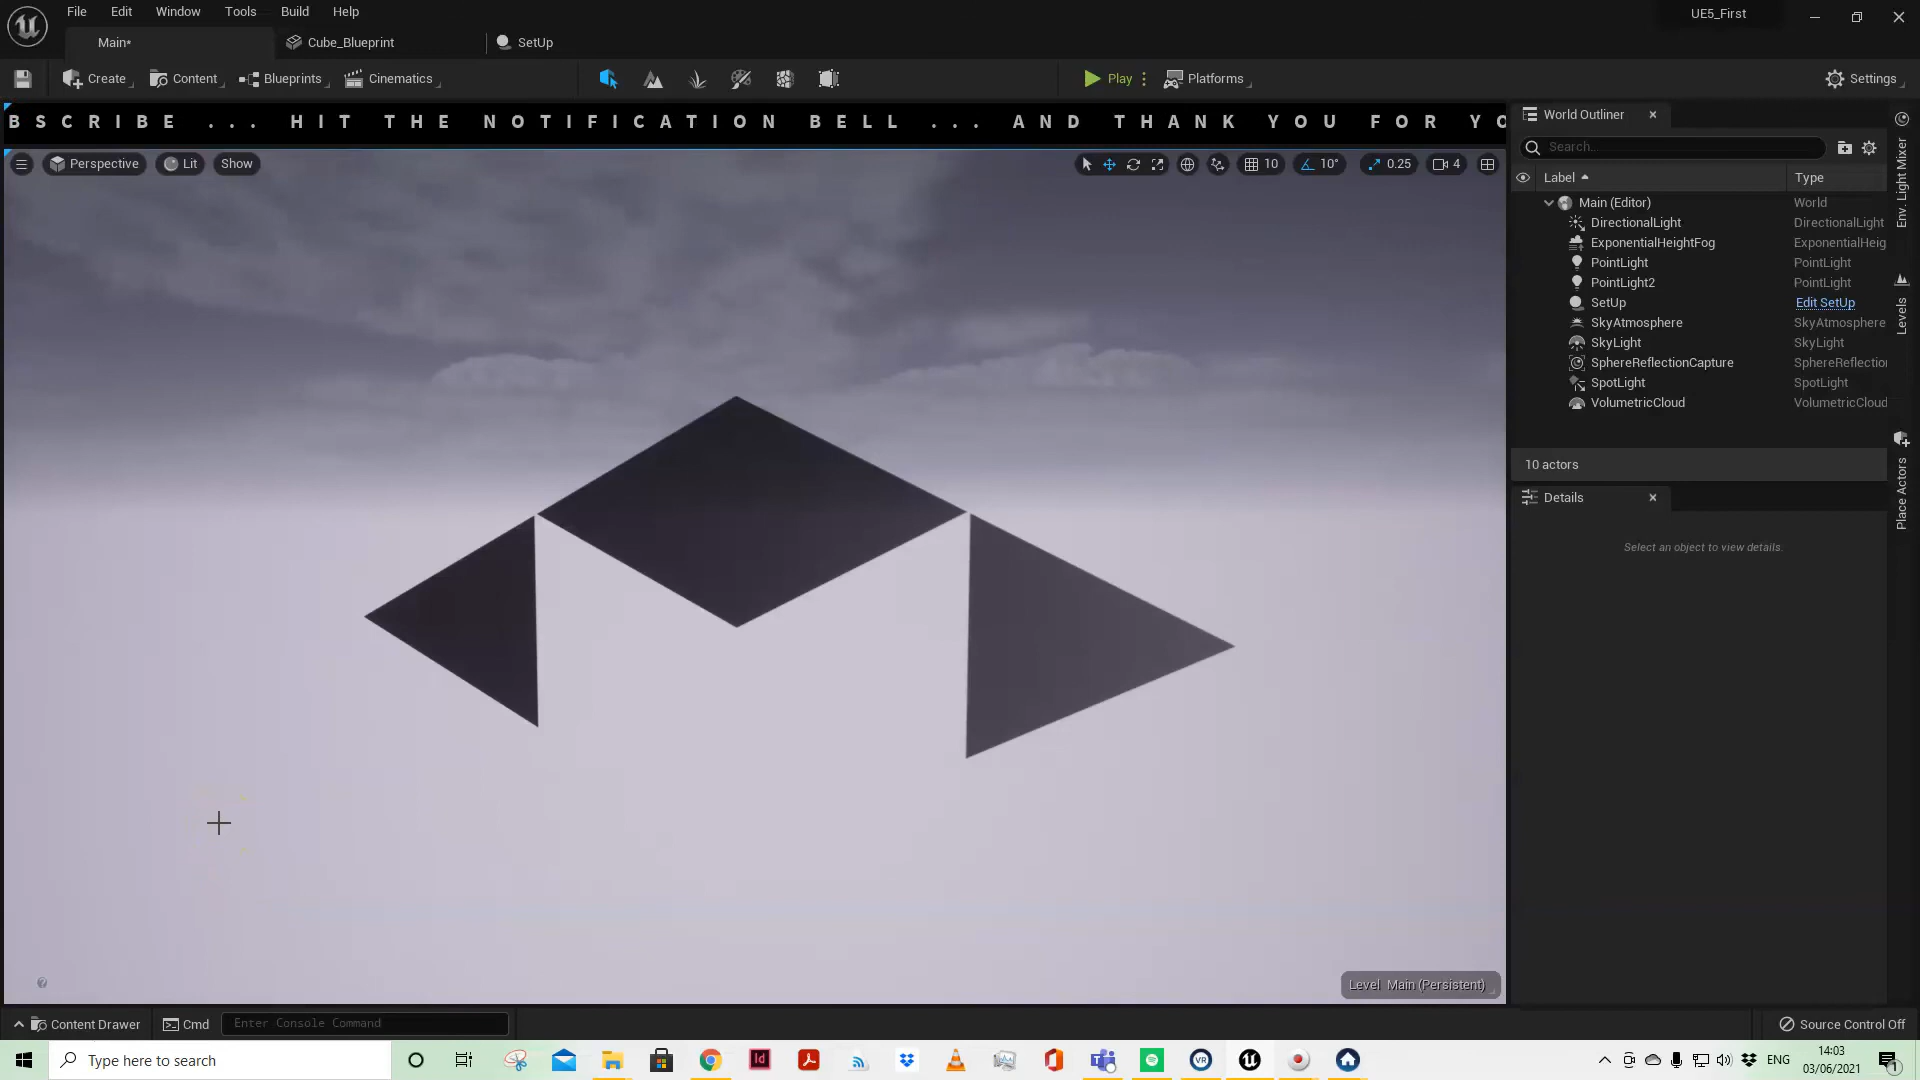 File Edit Window Tools Build Help
UE5_First
Main*
Cube_Blueprint
SetUp
Create
Content
Blueprints
Cinematics
Play
Platforms
Settings
BSCRIBE ... HIT THE NOTIFICATION BELL ... AND THANK YOU FOR YO
World Outliner
Search...
Perspective
Lit
Show
10
10°
0.25
4
Label
Type
Main (Editor) World
DirectionalLight DirectionalLight
ExponentialHeightFog ExponentialHeig
PointLight PointLight
PointLight2 PointLight
SetUp Edit SetUp
SkyAtmosphere SkyAtmosphere
SkyLight SkyLight
SphereReflectionCapture SphereReflection
SpotLight SpotLight
VolumetricCloud VolumetricCloud
10 actors
Details
Select an object to view details.
Env. Light Mixer
Levels
Place Actors
Level Main (Persistent)
Content Drawer
Cmd
Enter Console Command
Source Control Off
Type here to search
Id
VR
ENG
14:03
03/06/2021
1